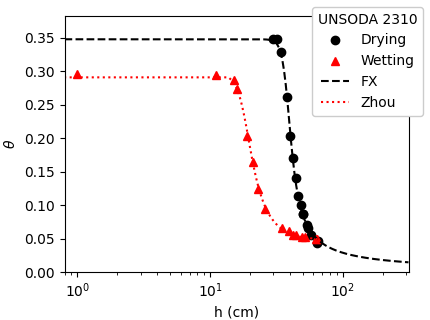 UNSODA 2310
Drying
Wetting
FX
Zhou
0.35
0.30
0.25
0.20
0.15
0.10
0.05
0.00
θ
10⁰
10¹
10²
h (cm)